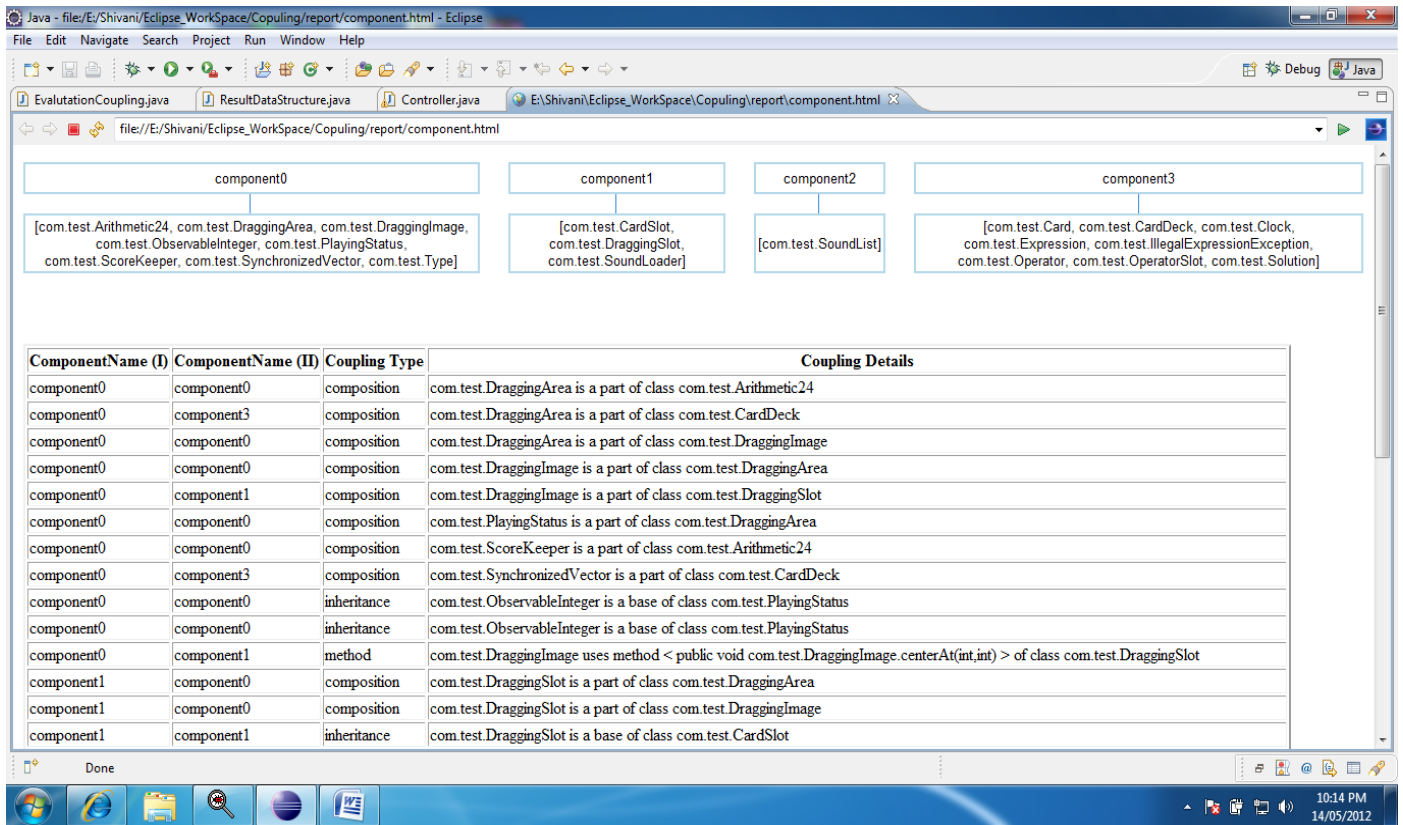 Java - file:/E:/Shivani/Eclipse_WorkSpace/Copuling/report/component.html - Eclipse
File Edit Navigate Search Project Run Window Help
Debug Java
EvalutationCoupling.java ResultDataStructure.java Controller.java E:\Shivani\Eclipse_WorkSpace\Copuling\report\component.html
file://E:/Shivani/Eclipse_WorkSpace/Copuling/report/component.html
component0 component1 component2 component3
[com.test.Arithmetic24, com.test.DraggingArea, com.test.DraggingImage,
com.test.ObservableInteger, com.test.PlayingStatus,
com.test.ScoreKeeper, com.test.SynchronizedVector, com.test.Type]
[com.test.CardSlot,
com.test.DraggingSlot,
com.test.SoundLoader]
[com.test.SoundList]
[com.test.Card, com.test.CardDeck, com.test.Clock,
com.test.Expression, com.test.IllegalExpressionException,
com.test.Operator, com.test.OperatorSlot, com.test.Solution]
ComponentName (I) ComponentName (II) Coupling Type Coupling Details
component0 component0 composition com.test.DraggingArea is a part of class com.test.Arithmetic24
component0 component3 composition com.test.DraggingArea is a part of class com.test.CardDeck
component0 component0 composition com.test.DraggingArea is a part of class com.test.DraggingImage
component0 component0 composition com.test.DraggingImage is a part of class com.test.DraggingArea
component0 component1 composition com.test.DraggingImage is a part of class com.test.DraggingSlot
component0 component0 composition com.test.PlayingStatus is a part of class com.test.DraggingArea
component0 component0 composition com.test.ScoreKeeper is a part of class com.test.Arithmetic24
component0 component3 composition com.test.SynchronizedVector is a part of class com.test.CardDeck
component0 component0 inheritance com.test.ObservableInteger is a base of class com.test.PlayingStatus
component0 component0 inheritance com.test.ObservableInteger is a base of class com.test.PlayingStatus
component0 component1 method com.test.DraggingImage uses method < public void com.test.DraggingImage.centerAt(int,int) > of class com.test.DraggingSlot
component1 component0 composition com.test.DraggingSlot is a part of class com.test.DraggingArea
component1 component0 composition com.test.DraggingSlot is a part of class com.test.DraggingImage
component1 component1 inheritance com.test.DraggingSlot is a base of class com.test.CardSlot
Done
10:14 PM
14/05/2012